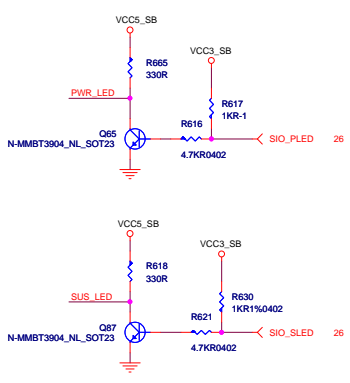 VCC5_SB
VCC3_SB
R665
330R
PWR_LED
R617
1KR-1
Q65
N-MMBT3904_NL_SOT23
R616
4.7KR0402
SIO_PLED 26
VCC5_SB
VCC3_SB
R618
330R
SUS_LED
R630
1KR1%0402
Q87
N-MMBT3904_NL_SOT23
R621
4.7KR0402
SIO_SLED 26